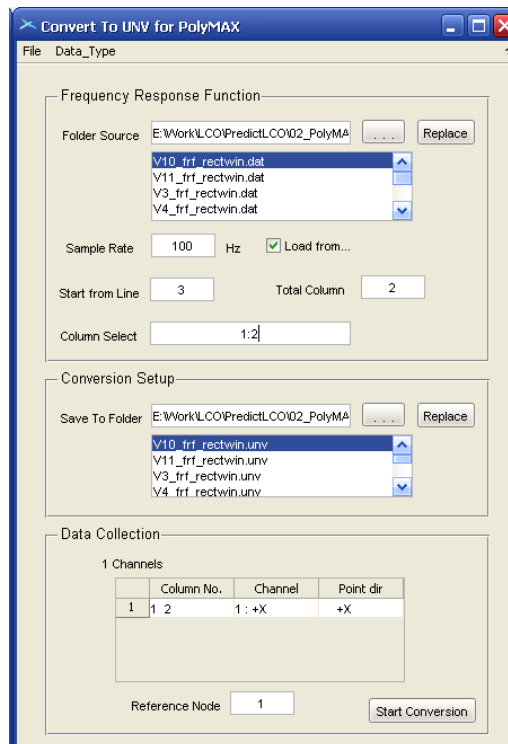 Convert To UNV for PolyMAX
File Data_Type
Frequency Response Function
Folder Source E:\Work\LCO\PredictLCO\02_PolyMA ... Replace
V10_frf_rectwin.dat
V11_frf_rectwin.dat
V3_frf_rectwin.dat
V4_frf_rectwin.dat
Sample Rate 100 Hz Load from...
Start from Line 3 Total Column 2
Column Select 1:2
Conversion Setup
Save To Folder E:\Work\LCO\PredictLCO\02_PolyMA ... Replace
V10_frf_rectwin.unv
V11_frf_rectwin.unv
V3_frf_rectwin.unv
V4_frf_rectwin.unv
Data Collection
1 Channels
Column No. Channel Point dir
1 1 2 1 : +X +X
Reference Node 1 Start Conversion